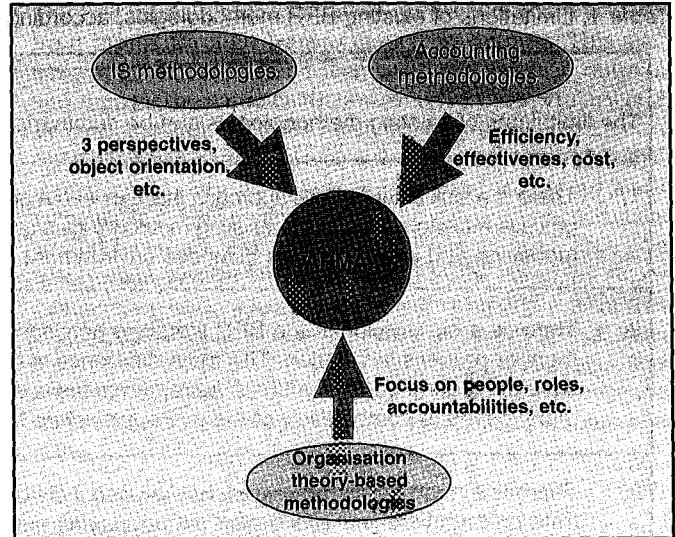 IS methodologies
Accounting
methodologies
3 perspectives,
object orientation,
etc.
Efficiency,
effectivenes, cost,
etc.
Focus on people, roles,
accountabilities, etc.
Organisation
theory-based
methodologies